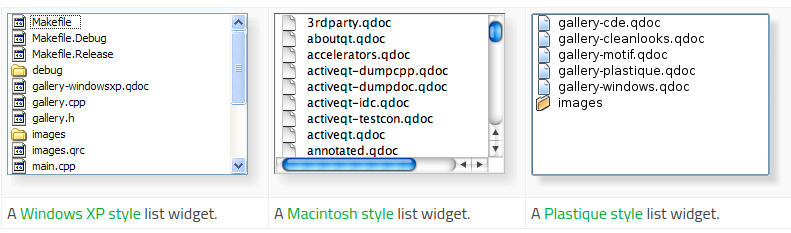 Makefile
Makefile.Debug
Makefile.Release
debug
gallery-windowsxp.qdoc
gallery.cpp
gallery.h
images
images.qrc
main.cpp
A Windows XP style list widget.
3rdparty.qdoc
aboutqt.qdoc
accelerators.qdoc
activeqt-dumpcpp.qdoc
activeqt-dumpdoc.qdoc
activeqt-idc.qdoc
activeqt-testcon.qdoc
activeqt.qdoc
annotated.qdoc
A Macintosh style list widget.
gallery-cde.qdoc
gallery-cleanlooks.qdoc
gallery-motif.qdoc
gallery-plastique.qdoc
gallery-windows.qdoc
images
A Plastique style list widget.